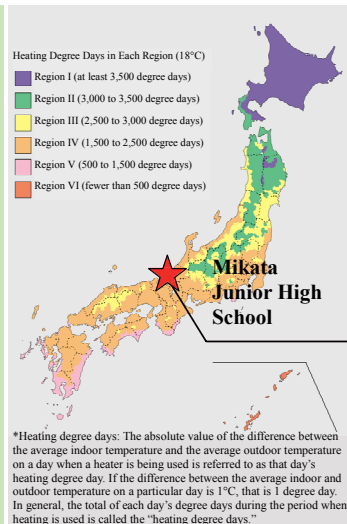 Heating Degree Days in Each Region (18°C)
Region I (at least 3,500 degree days)
Region II (3,000 to 3,500 degree days)
Region III (2,500 to 3,000 degree days)
Region IV (1,500 to 2,500 degree days)
Region V (500 to 1,500 degree days)
Region VI (fewer than 500 degree days)
Mikata
Junior High
School
*Heating degree days: The absolute value of the difference between
the average indoor temperature and the average outdoor temperature
on a day when a heater is being used is referred to as that day's
heating degree day. If the difference between the average indoor and
outdoor temperature on a particular day is 1°C, that is 1 degree day.
In general, the total of each day's degree days during the period when
heating is used is called the "heating degree days."